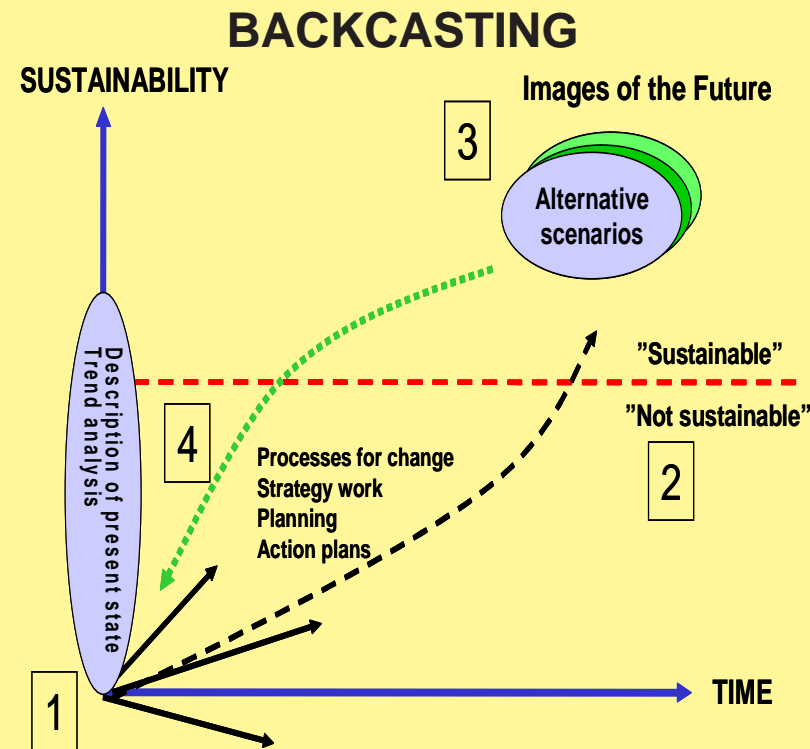 BACKCASTING
SUSTAINABILITY
Images of the Future
3
Alternative
scenarios
”Sustainable”
”Not sustainable”
Description of present state
Trend analysis
4
Processes for change
Strategy work
Planning
Action plans
2
1
TIME